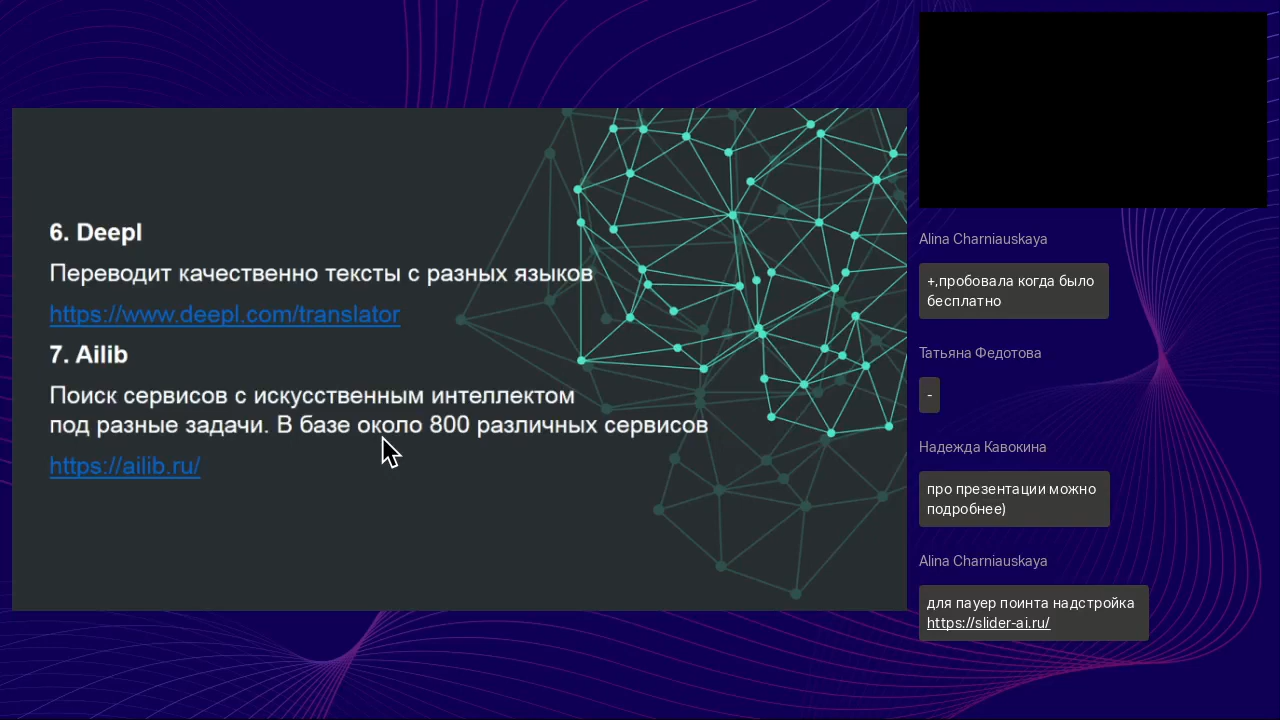 6. Deepl
Переводит качественно тексты с разных языков
https://www.deepl.com/translator
7. Ailib
Поиск сервисов с искусственным интеллектом
под разные задачи. В базе около 800 различных сервисов
https://ailib.ru/
Alina Charniauskaya
+,пробовала когда было
бесплатно
Татьяна Федотова
-
Надежда Кавокина
про презентации можно
подробнее)
Alina Charniauskaya
для пауер поинта надстройка
https://slider-ai.ru/